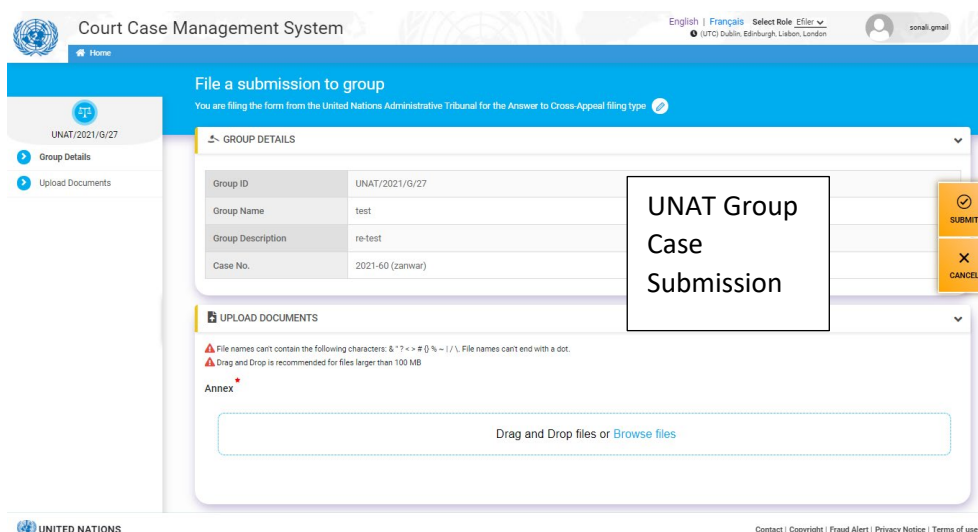 Court Case Management System
English | Français Select Role Efiler
(UTC) Dublin, Edinburgh, Lisbon, London
sonali.gmail
Home
File a submission to group
You are filing the form from the United Nations Administrative Tribunal for the Answer to Cross-Appeal filing type
UNAT/2021/G/27
Group Details
Upload Documents
GROUP DETAILS
Group ID UNAT/2021/G/27
Group Name test
Group Description re-test
Case No. 2021-60 (zanwar)
UNAT Group
Case
Submission
SUBMIT
CANCEL
UPLOAD DOCUMENTS
File names can't contain the following characters: & " ? < > # {} % ~ | / \. File names can't end with a dot.
Drag and Drop is recommended for files larger than 100 MB
Annex *
Drag and Drop files or Browse files
UNITED NATIONS
Contact | Copyright | Fraud Alert | Privacy Notice | Terms of use